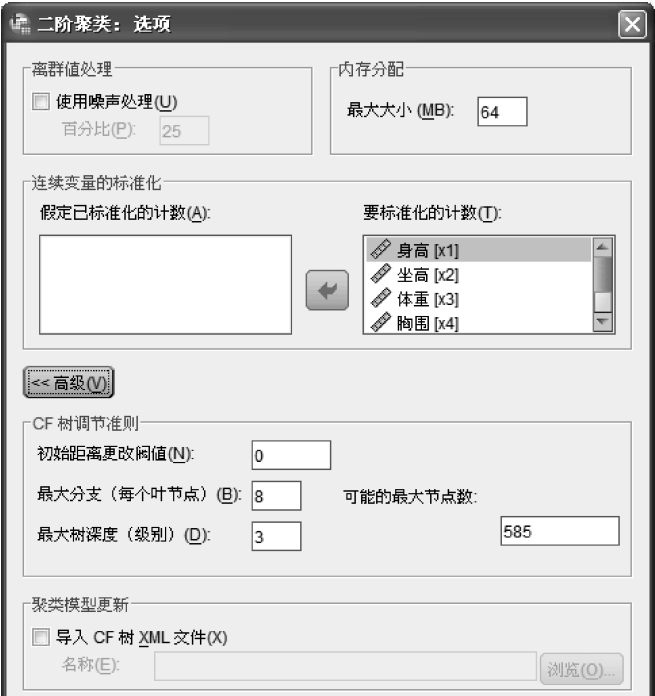 二阶聚类：选项
离群值处理
使用噪声处理(U)
百分比(P): 25
内存分配
最大大小 (MB): 64
连续变量的标准化
假定已标准化的计数(A):
要标准化的计数(T):
身高 [x1]
坐高 [x2]
体重 [x3]
胸围 [x4]
<< 高级(V)
CF 树调节准则
初始距离更改阀值(N): 0
最大分支（每个叶节点）(B): 8
可能的最大节点数:
最大树深度（级别）(D): 3
585
聚类模型更新
导入 CF 树 XML 文件(X)
名称(E):
浏览(O)...